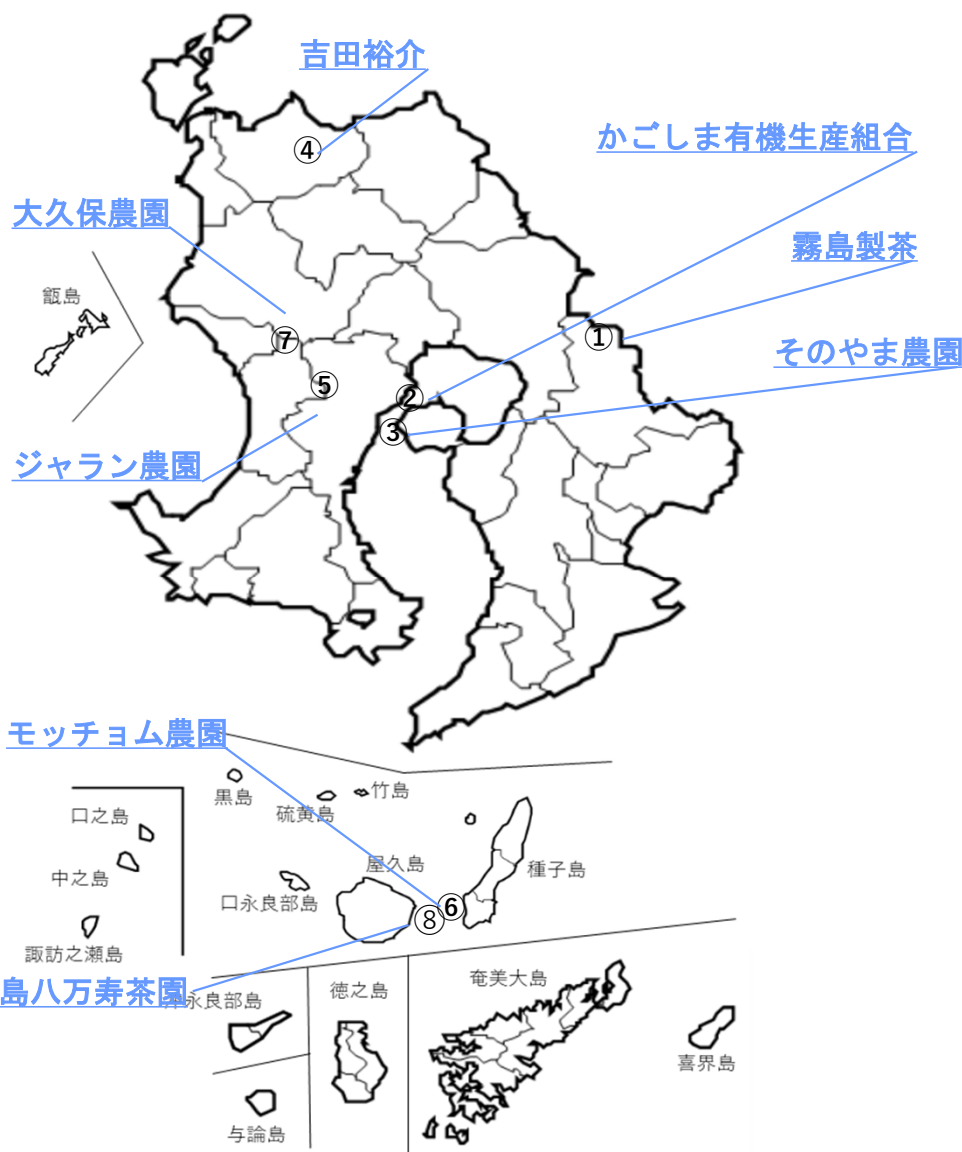 吉田裕介
④
かごしま有機生産組合
大久保農園
霧島製茶
甑島
①
⑦
そのやま農園
⑤
②
③
ジャラン農園
モッチョム農園
黒島
硫黄島
竹島
口之島
屋久島
種子島
中之島
口永良部島
⑥
⑧
諏訪之瀬島
島八万寿茶園
永良部島
徳之島
奄美大島
喜界島
与論島